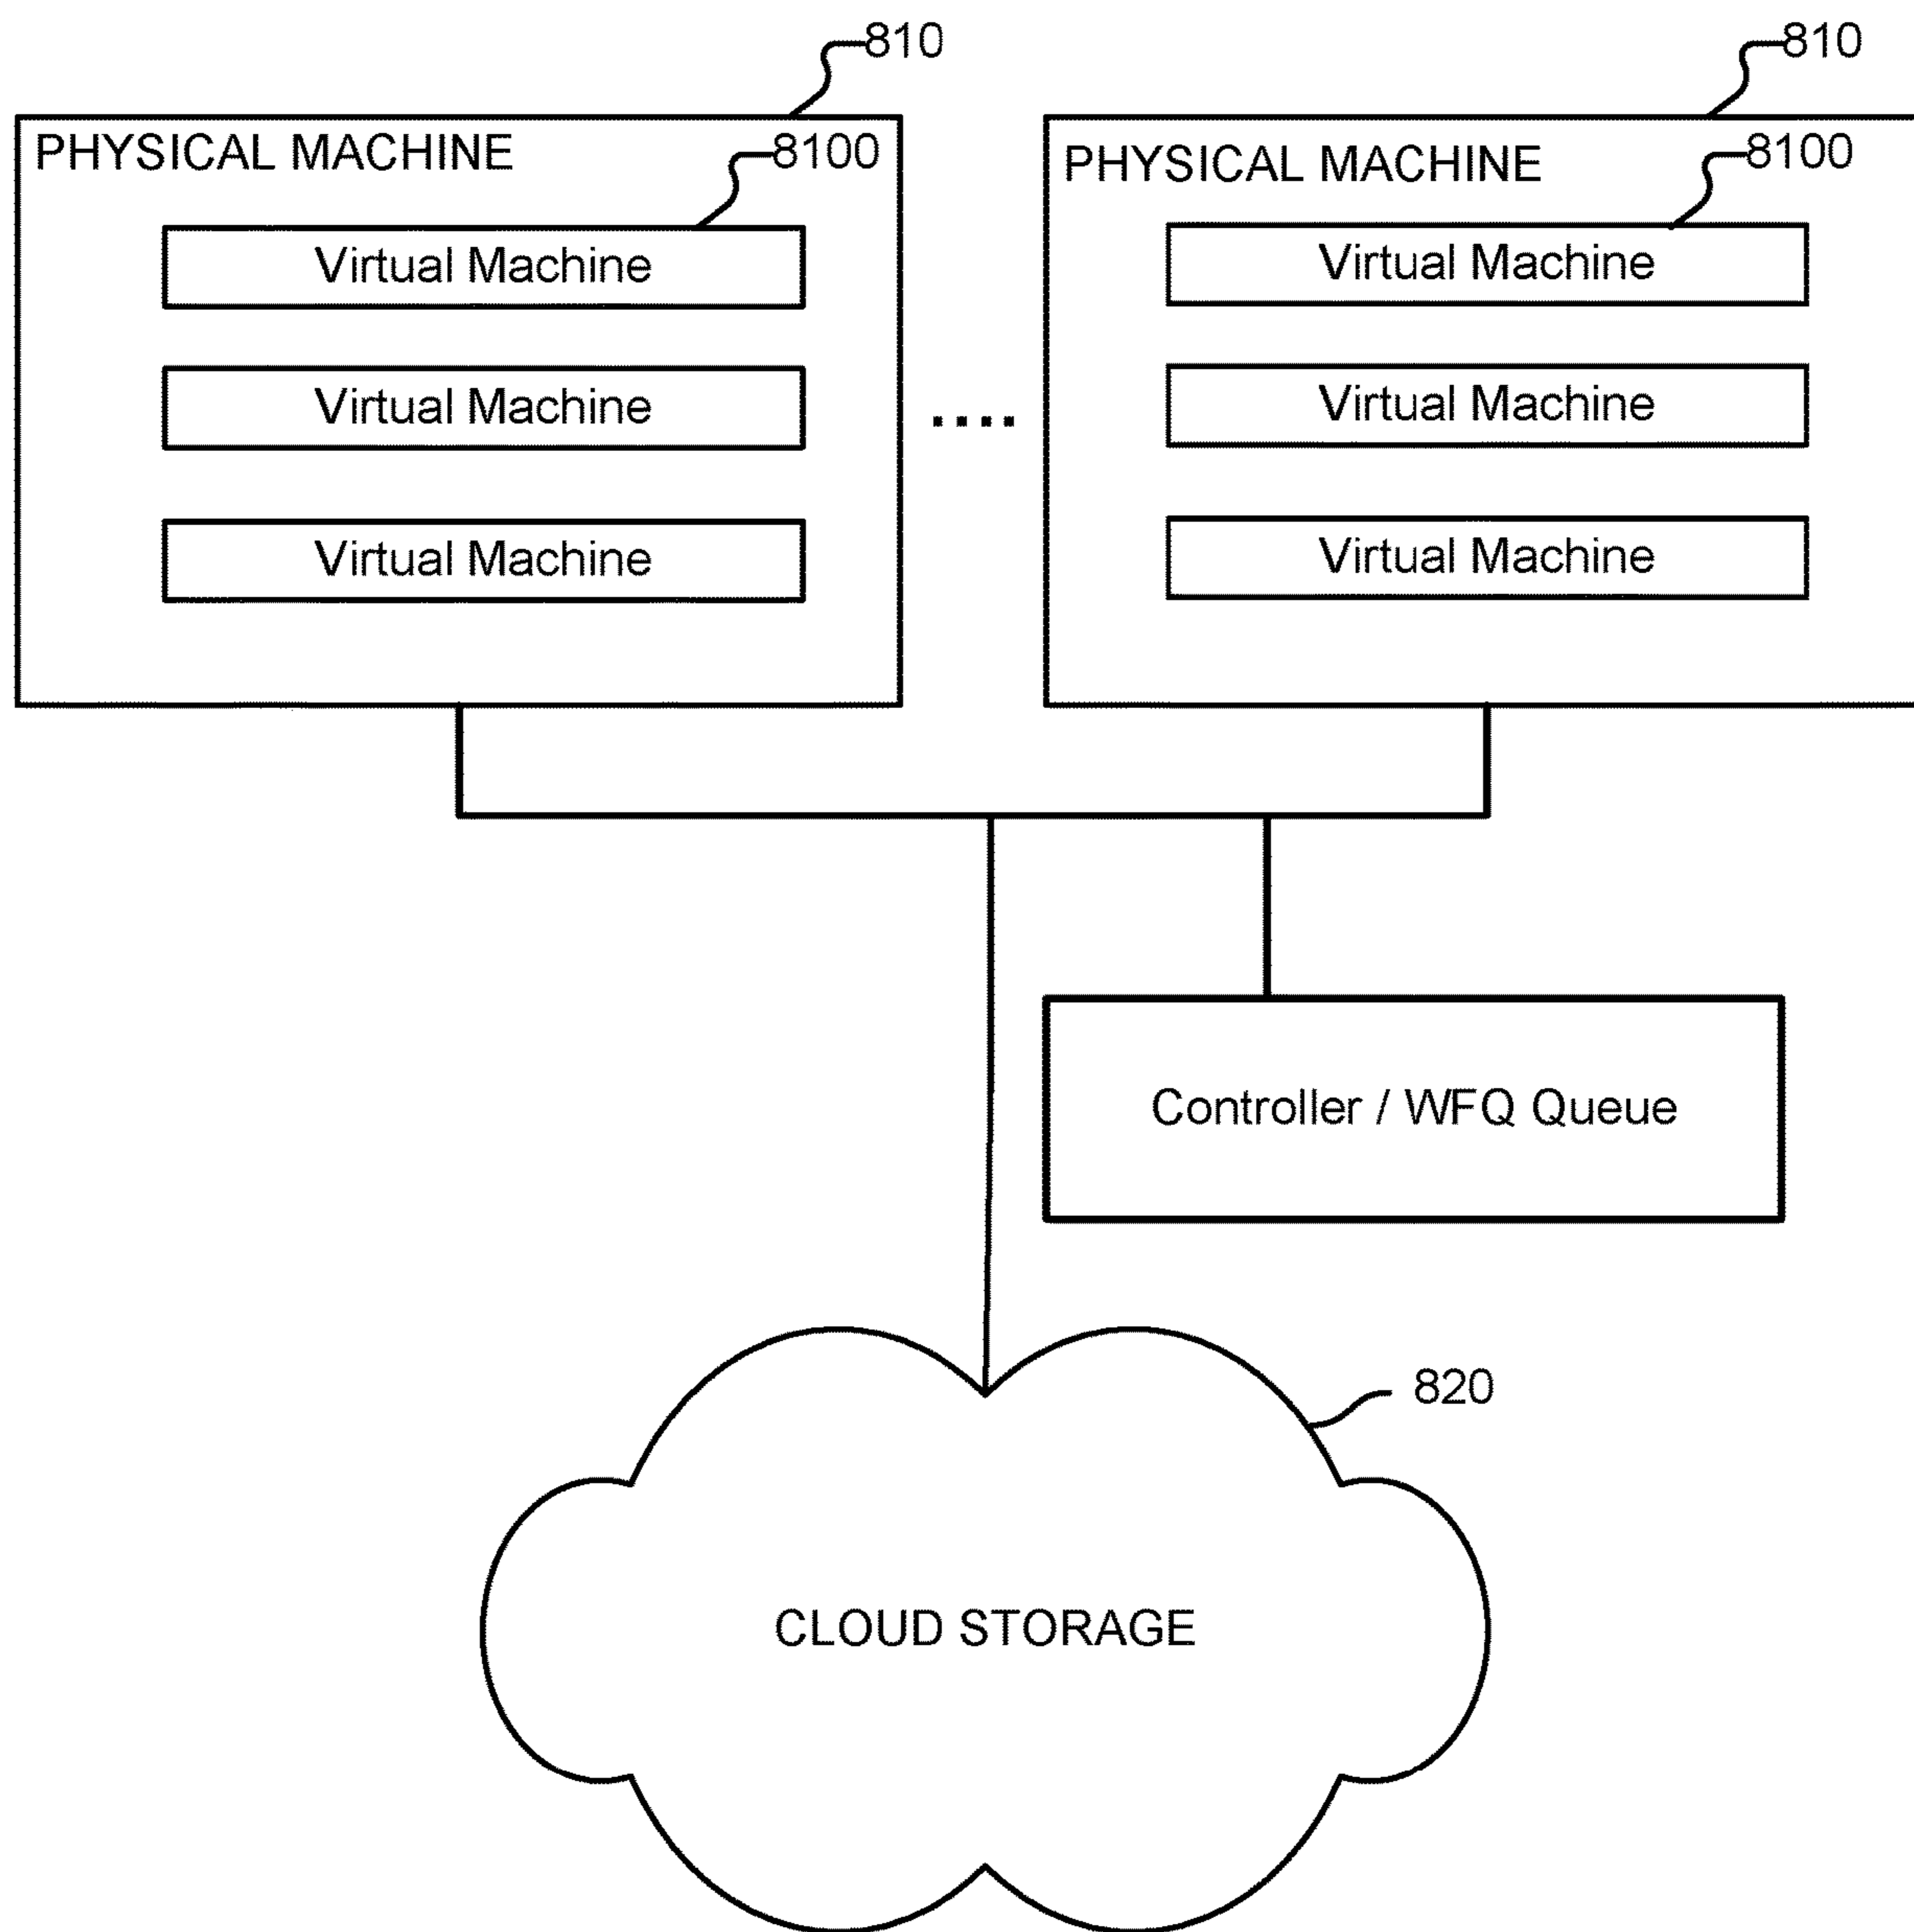 810
810
PHYSICAL MACHINE
8100
PHYSICAL MACHINE
8100
Virtual Machine
Virtual Machine
Virtual Machine
Virtual Machine
....
Virtual Machine
Virtual Machine
Controller / WFQ Queue
820
CLOUD STORAGE